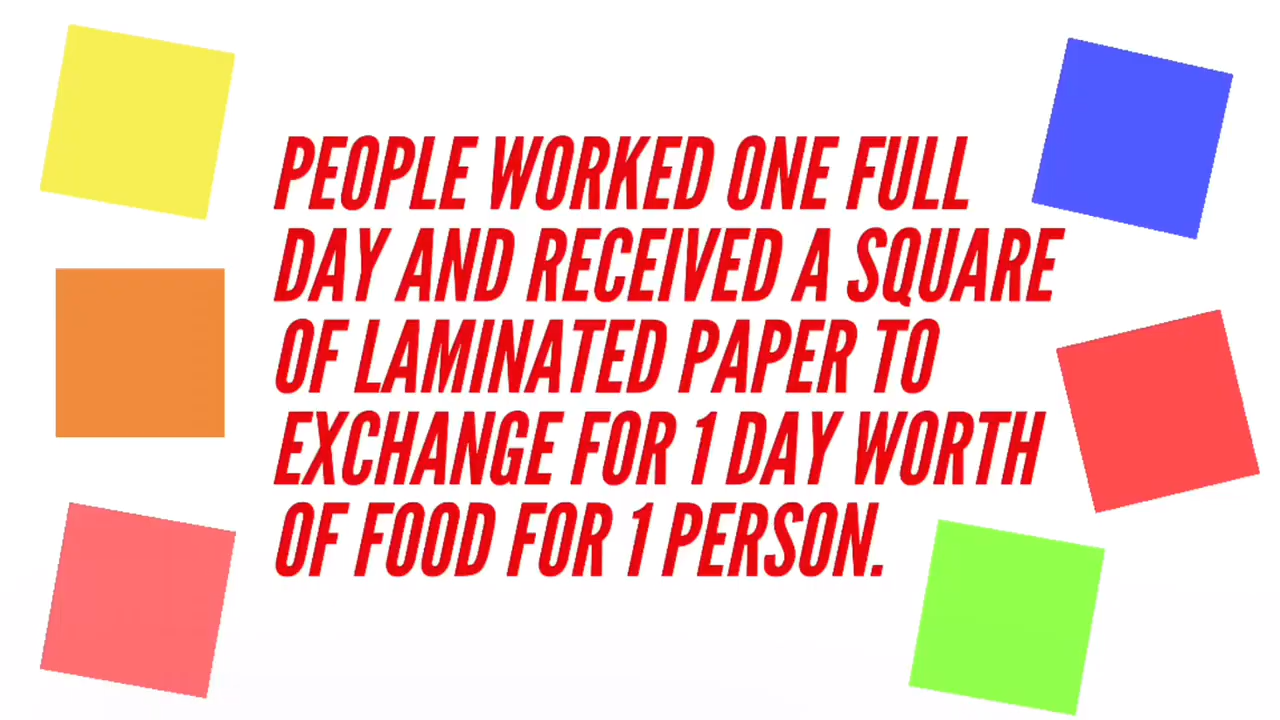 PEOPLE WORKED ONE FULL
DAY AND RECEIVED A SQUARE
OF LAMINATED PAPER TO
EXCHANGE FOR 1 DAY WORTH
OF FOOD FOR 1 PERSON.